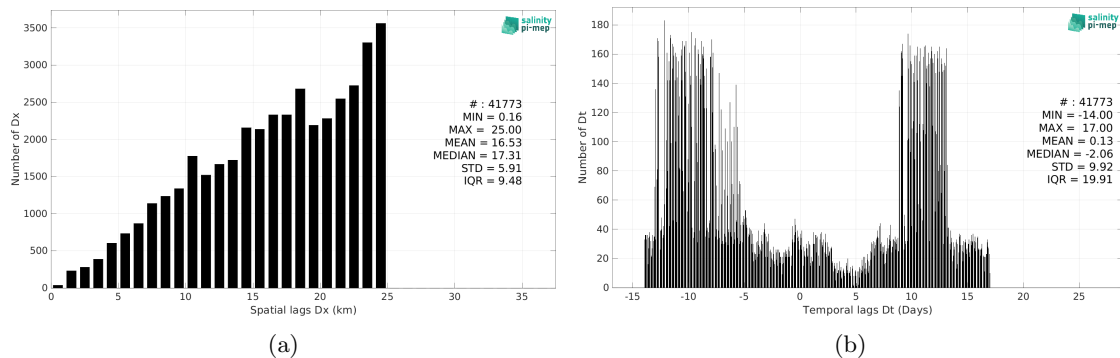 salinity
pi-mep
3500
3000
2500
2000
1500
1000
500
0
Number of Dx
# : 41773
MIN = 0.16
MAX = 25.00
MEAN = 16.53
MEDIAN = 17.31
STD = 5.91
IQR = 9.48
0 5 10 15 20 25 30 35
Spatial lags Dx (km)
(a)
salinity
pi-mep
180
160
140
120
100
80
60
40
20
0
Number of Dt
# : 41773
MIN = -14.00
MAX = 17.00
MEAN = 0.13
MEDIAN = -2.06
STD = 9.92
IQR = 19.91
-15 -10 -5 0 5 10 15 20 25
Temporal lags Dt (Days)
(b)